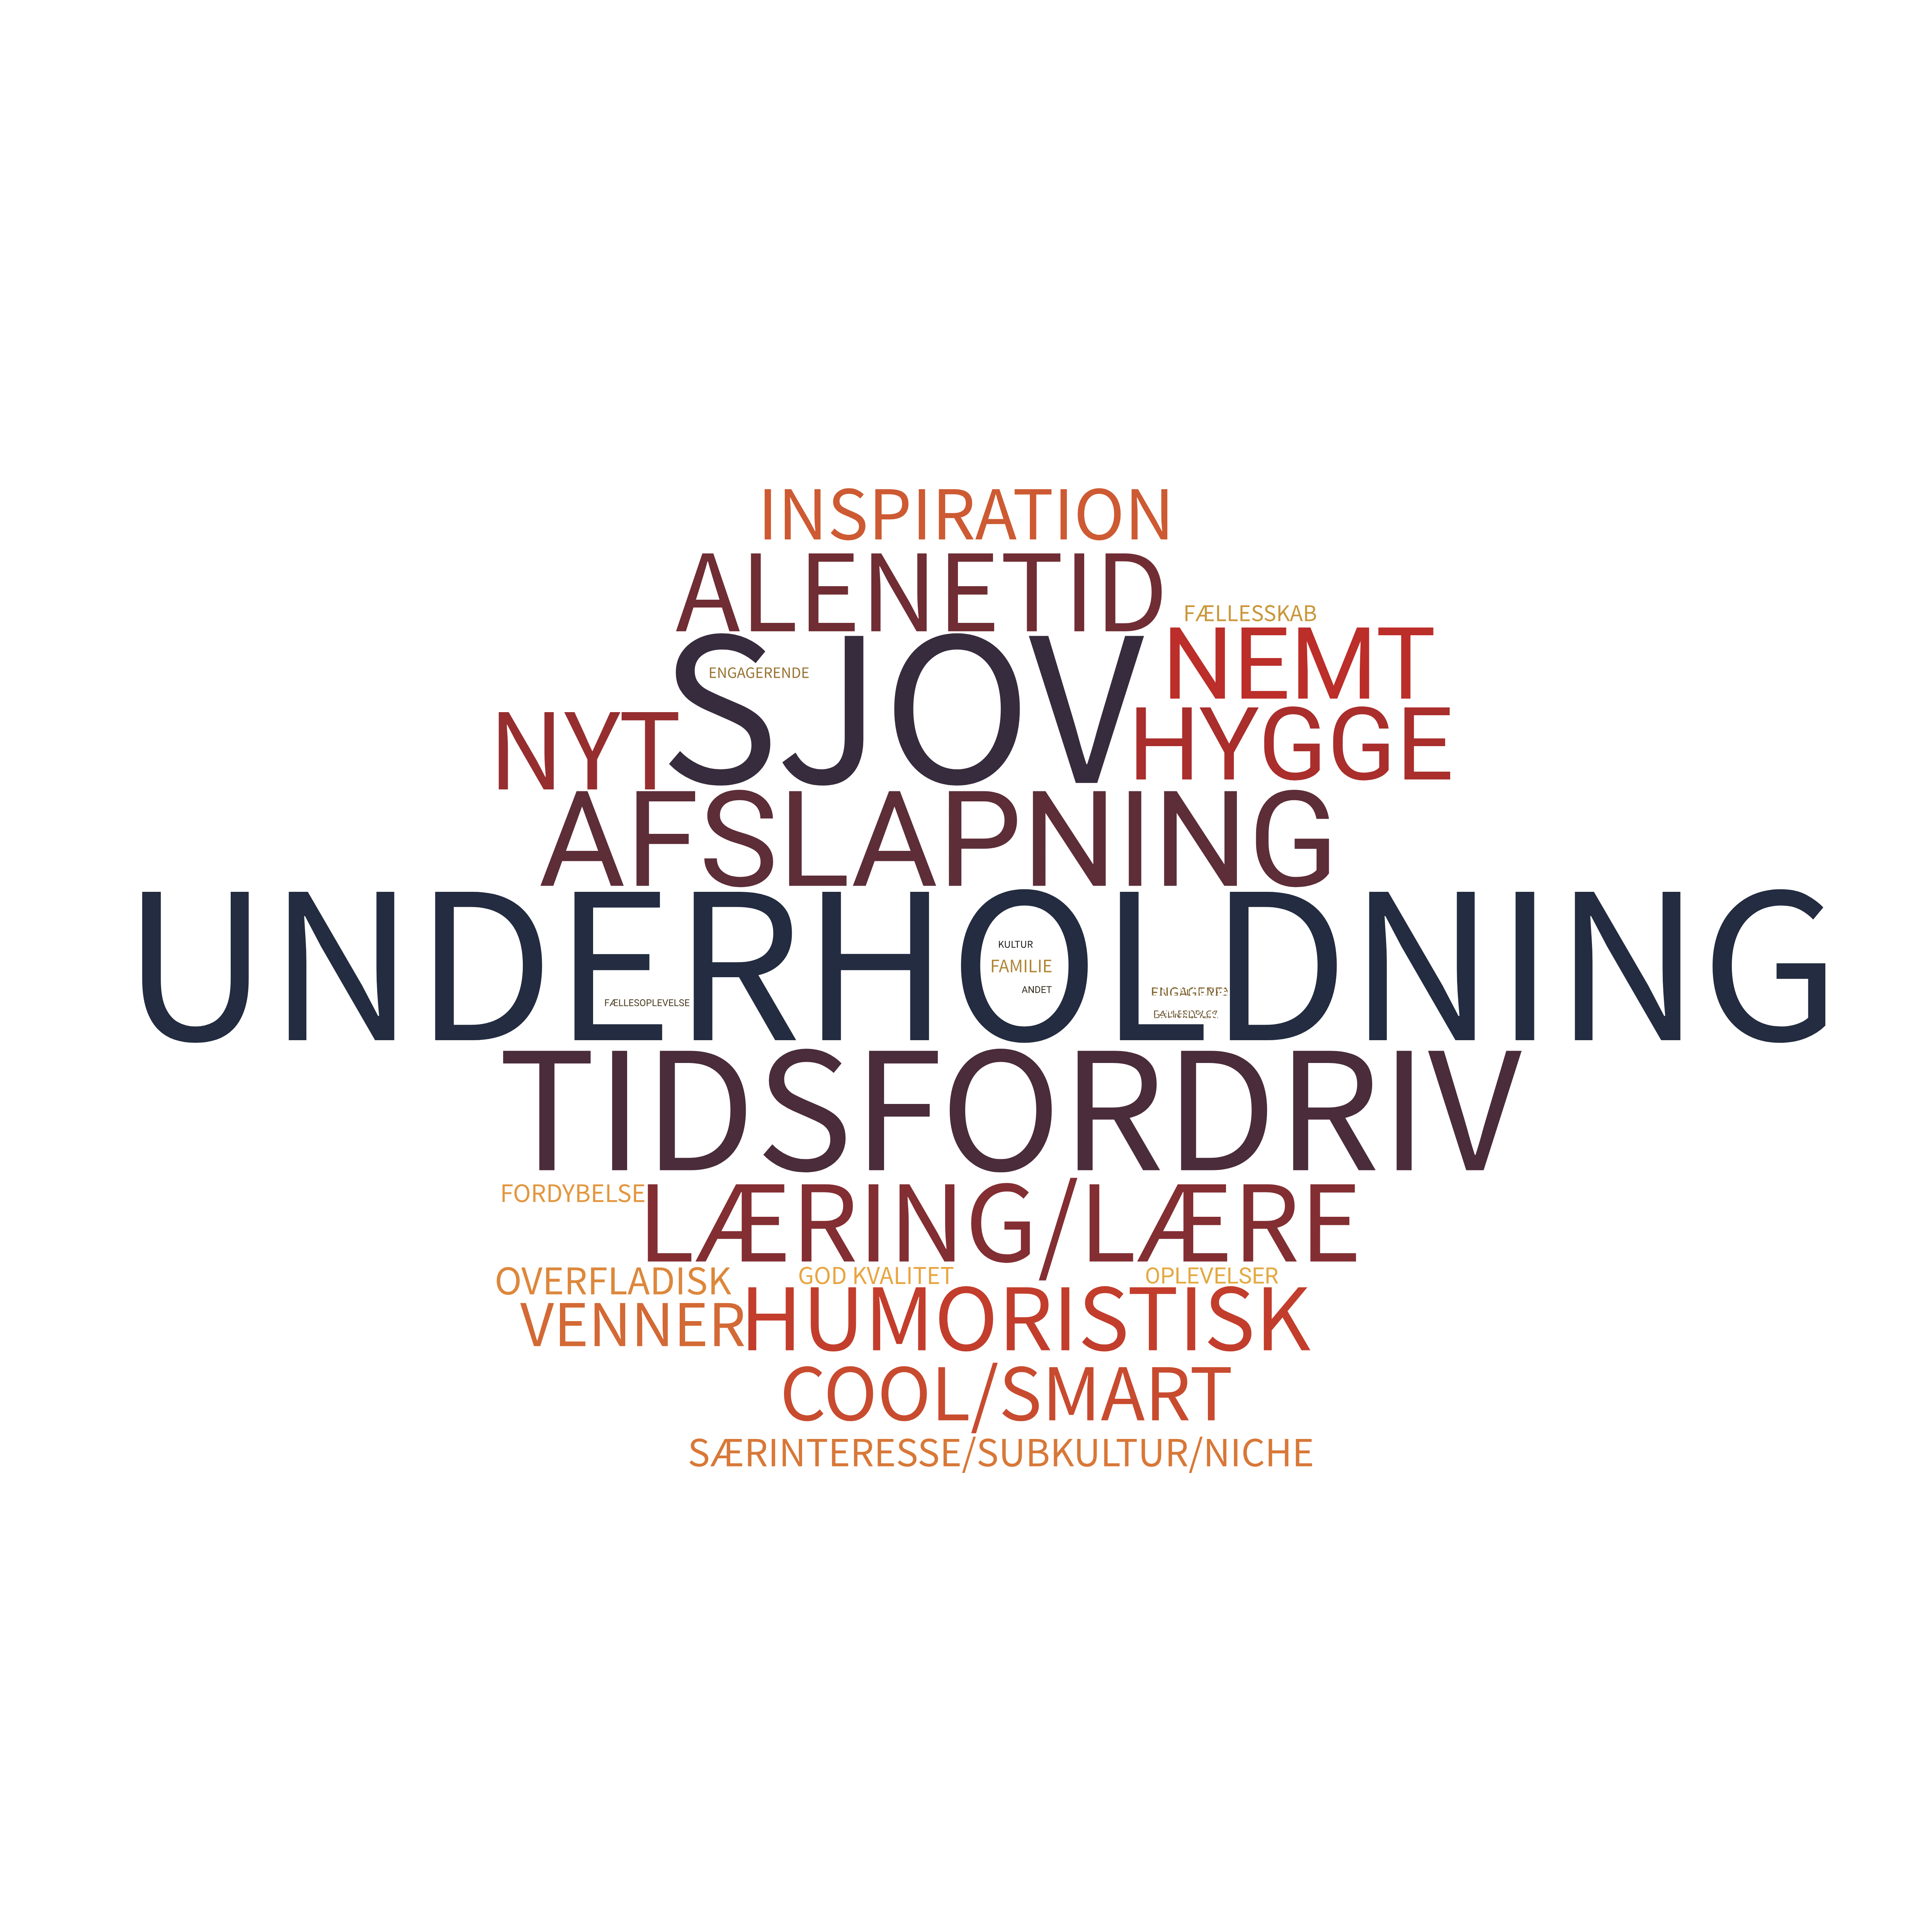 INSPIRATION
ALENETID
FÆLLESSKAB
NEMT
SJOV
ENGAGERENDE
NYT
HYGGE
AFSLAPNING
UNDERHOLDNING
KULTUR
FAMILIE
ANDET
FÆLLESOPLEVELSE
TIDSFORDRIV
FORDYBELSE
LÆRING/LÆRE
OVERFLADISK
GOD KVALITET
OPLEVELSER
VENNER
HUMORISTISK
COOL/SMART
SÆRINTERESSE/SUBKULTUR/NICHE